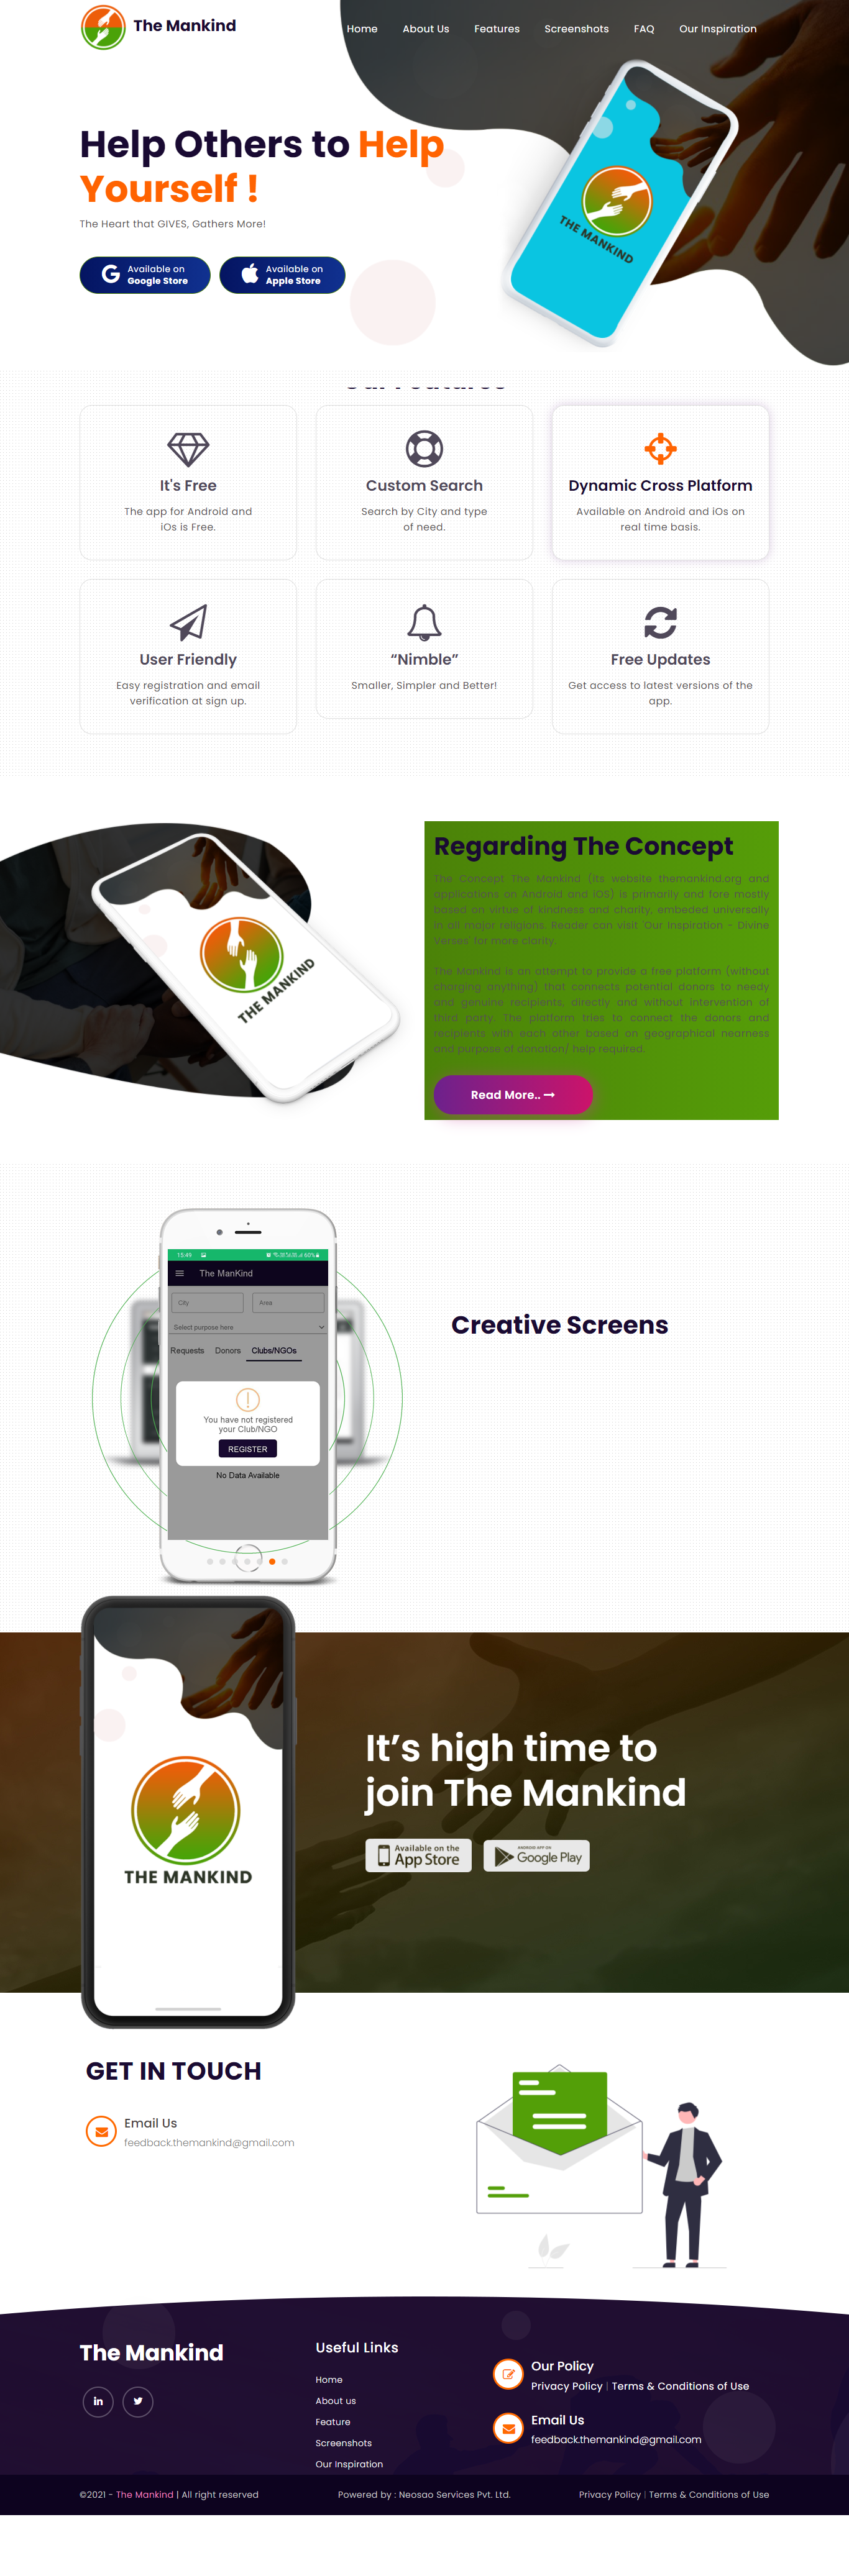 The Mankind
Home About Us Features Screenshots FAQ Our Inspiration
Help Others to Help
Yourself !
The Heart that GIVES, Gathers More!
Available on
Google Store
Available on
Apple Store
THE MANKIND
Our Features
It's Free
The app for Android and
iOs is Free.
Custom Search
Search by City and type
of need.
Dynamic Cross Platform
Available on Android and iOs on
real time basis.
User Friendly
Easy registration and email
verification at sign up.
“Nimble”
Smaller, Simpler and Better!
Free Updates
Get access to latest versions of the
app.
THE MANKIND
Regarding The Concept
The Concept The Mankind (its website themankind.org and
applications on Android and iOS) is primarily and fore mostly
based on virtue of kindness and charity, embeded universally
in all major religions. Reader can visit 'Our Inspiration - Divine
Verses' for more clarity.
The Mankind is an attempt to provide a free platform (without
charging anything) that connects potential donors to needy
and genuine recipients, directly and without intervention of
third party. The platform tries to connect the donors and
recipients with each other based on geographical nearness
and purpose of donation/ help required.
Read More..
15:49 60%
The ManKind
City Area
Select purpose here
Requests Donors Clubs/NGOs
You have not registered
your Club/NGO
REGISTER
No Data Available
Creative Screens
THE MANKIND
It’s high time to
join The Mankind
Available on the
App Store
ANDROID APP ON
Google Play
GET IN TOUCH
Email Us
feedback.themankind@gmail.com
The Mankind
Useful Links
Home
About us
Feature
Screenshots
Our Inspiration
Our Policy
Privacy Policy | Terms & Conditions of Use
Email Us
feedback.themankind@gmail.com
©2021 - The Mankind | All right reserved
Powered by : Neosao Services Pvt. Ltd.
Privacy Policy | Terms & Conditions of Use